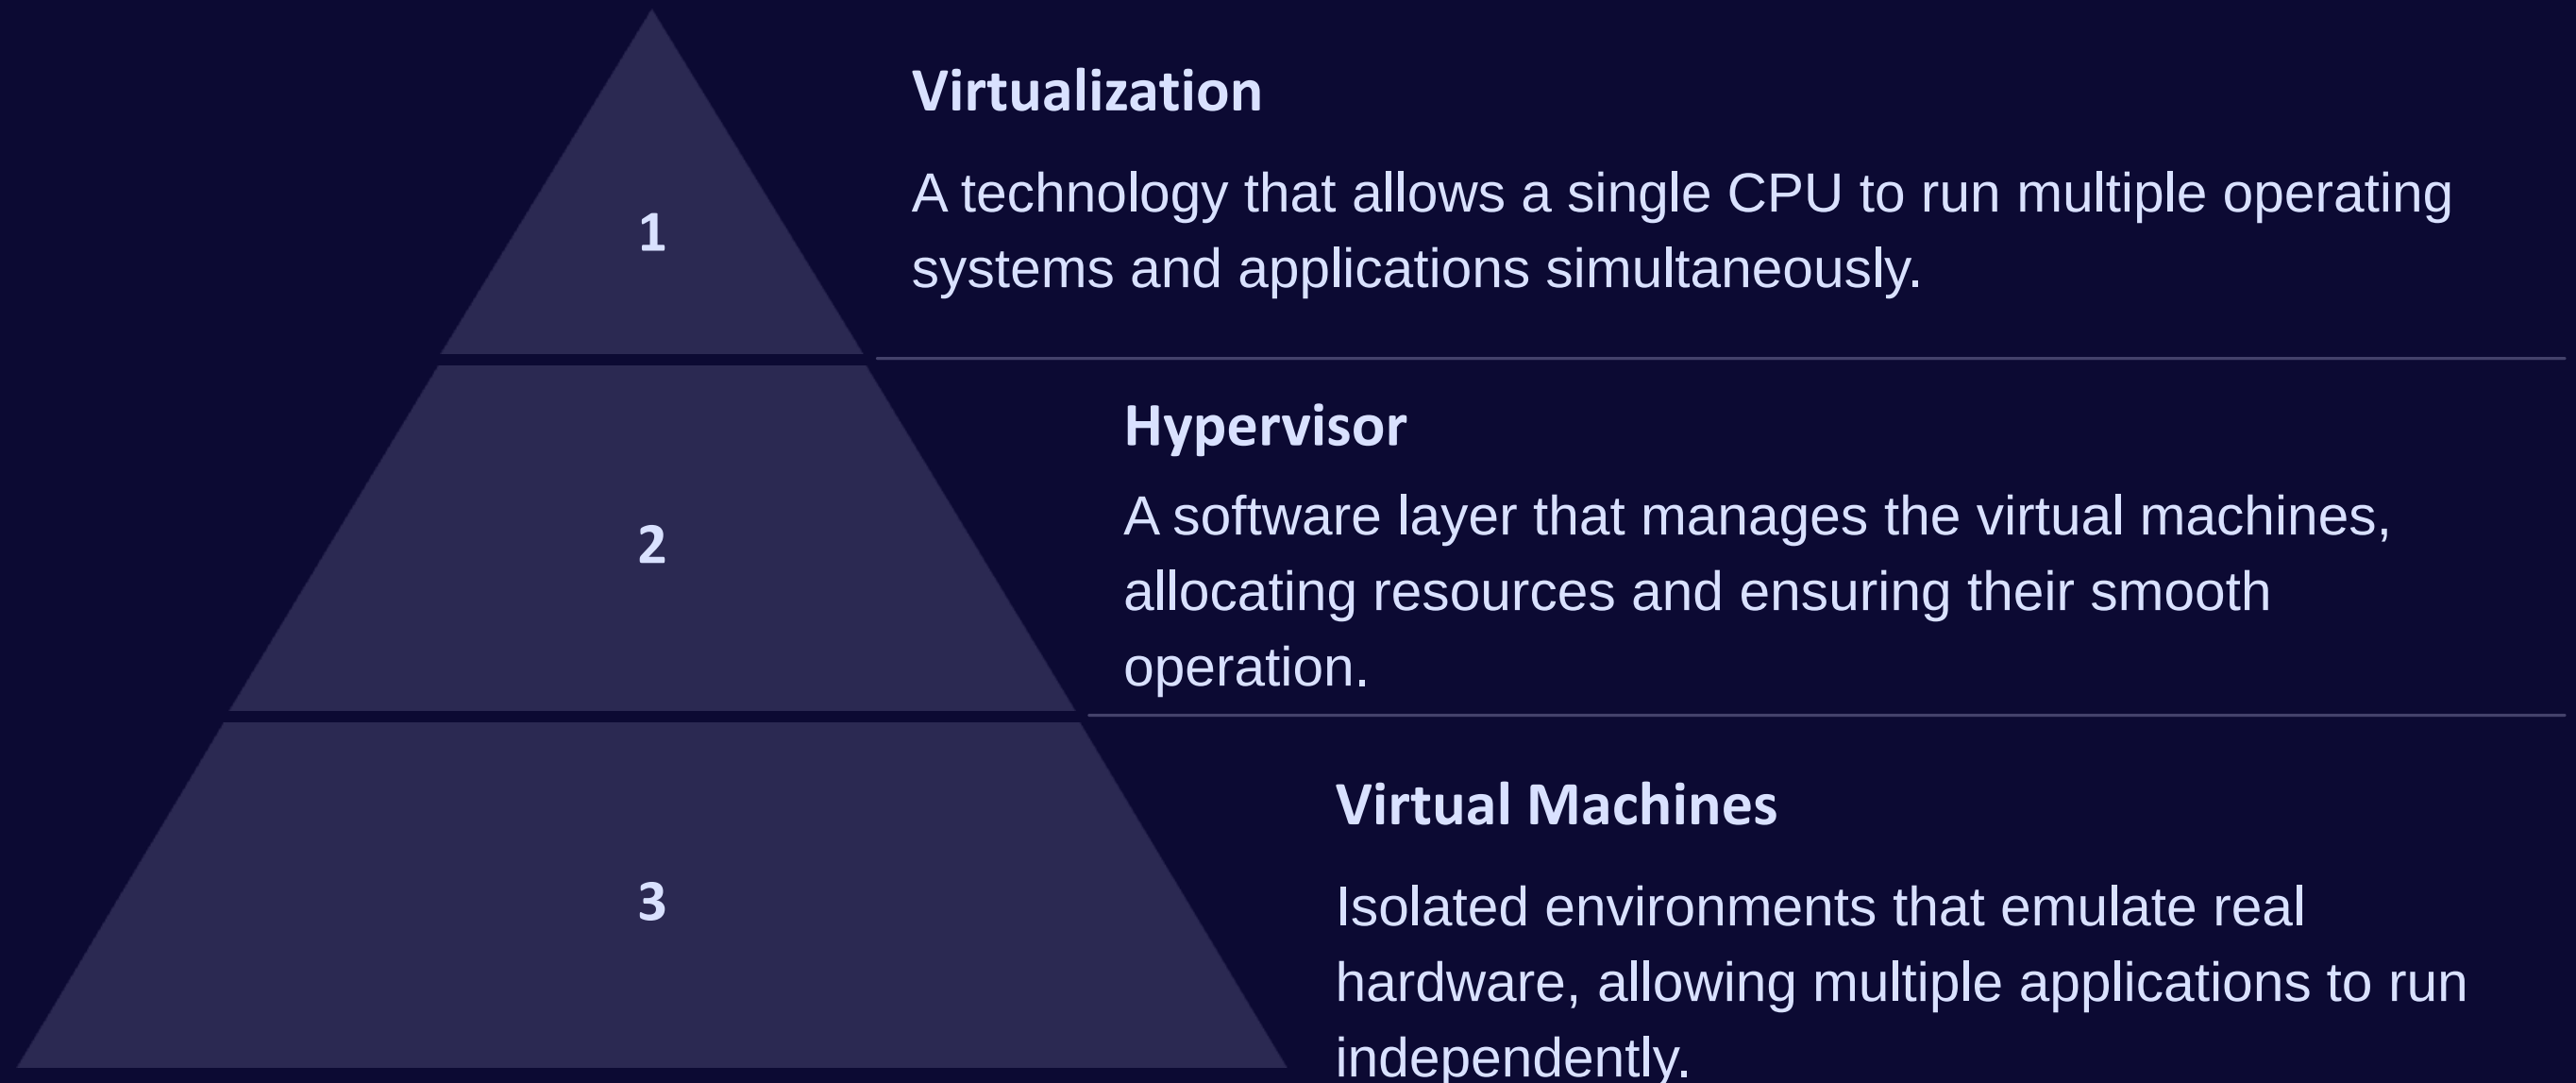 Virtualization
A technology that allows a single CPU to run multiple operating
systems and applications simultaneously.
1
Hypervisor
A software layer that manages the virtual machines,
allocating resources and ensuring their smooth
operation.
2
Virtual Machines
Isolated environments that emulate real
hardware, allowing multiple applications to run
independently.
3